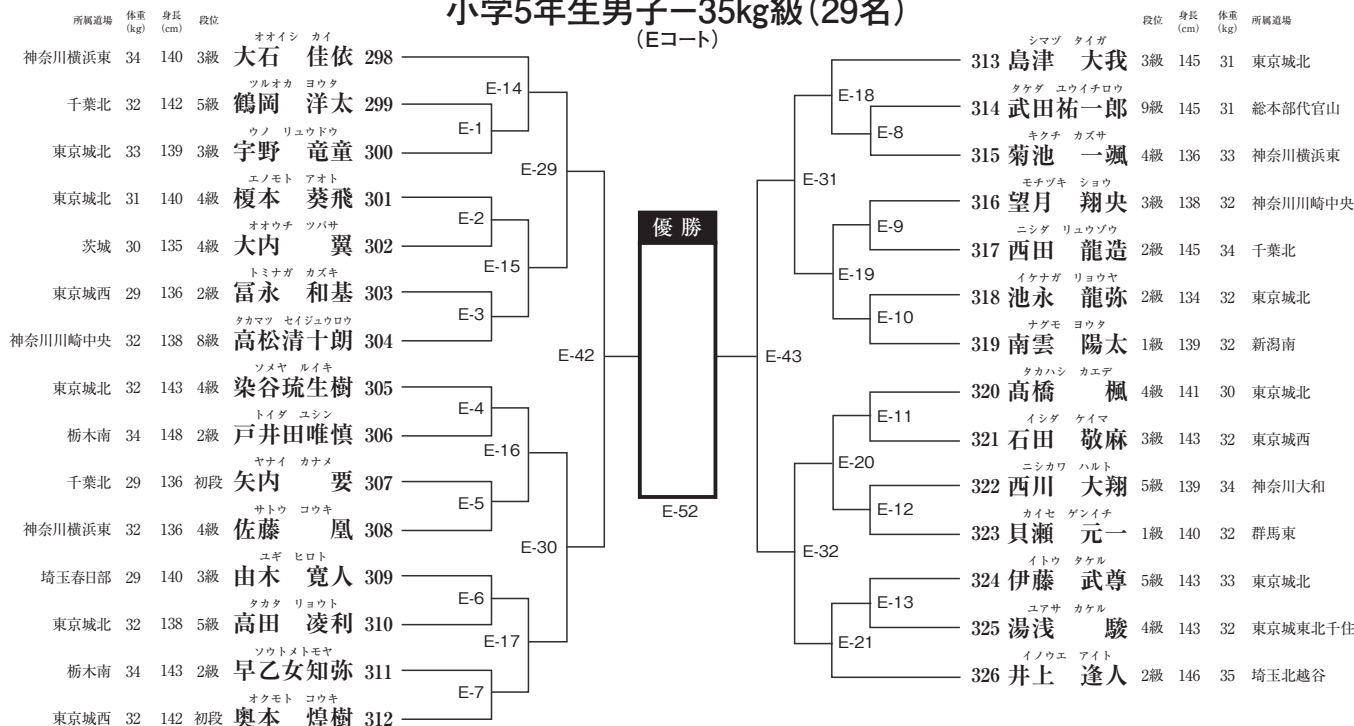 小学5年生男子−35kg級(29名)
(Eコート)
所属道場 体重(kg) 身長(cm) 段位
オオイシ カイ
神奈川横浜東 34 140 3級 大石 佳依 298
ツルオカ ヨウタ
千葉北 32 142 5級 鶴岡 洋太 299
ウノ リュウドウ
東京城北 33 139 3級 宇野 竜童 300
エノモト アオト
東京城北 31 140 4級 榎本 葵飛 301
オオウチ ツバサ
茨城 30 135 4級 大内 翼 302
トミナガ カズキ
東京城西 29 136 2級 冨永 和基 303
タカマツ セイジュウロウ
神奈川川崎中央 32 138 8級 高松清十朗 304
ソメヤ ルイキ
東京城北 32 143 4級 染谷琉生樹 305
トイダ ユシン
栃木南 34 148 2級 戸井田唯慎 306
ヤナイ カナメ
千葉北 29 136 初段 矢内 要 307
サトウ コウキ
神奈川横浜東 32 136 4級 佐藤 凰 308
ユギ ヒロト
埼玉春日部 29 140 3級 由木 寛人 309
タカタ リョウト
東京城北 32 138 5級 高田 凌利 310
ソウトメトモヤ
栃木南 34 143 2級 早乙女知弥 311
オクモト コウキ
東京城西 32 142 初段 奥本 煌樹 312
E-14
E-1
E-29
E-2
E-15
E-3
E-42
E-4
E-16
E-5
E-30
E-6
E-17
E-7
優勝
E-52
E-18
E-8
E-31
E-9
E-19
E-10
E-43
E-11
E-20
E-12
E-32
E-13
E-21
段位 身長(cm) 体重(kg) 所属道場
シマヅ タイガ
313 島津 大我 3級 145 31 東京城北
タケダ ユウイチロウ
314 武田祐一郎 9級 145 31 総本部代官山
キクチ カズサ
315 菊池 一颯 4級 136 33 神奈川横浜東
モチヅキ ショウ
316 望月 翔央 3級 138 32 神奈川川崎中央
ニシダ リュウゾウ
317 西田 龍造 2級 145 34 千葉北
イケナガ リョウヤ
318 池永 龍弥 2級 134 32 東京城北
ナグモ ヨウタ
319 南雲 陽太 1級 139 32 新潟南
タカハシ カエデ
320 髙橋 楓 4級 141 30 東京城北
イシダ ケイマ
321 石田 敬麻 3級 143 32 東京城西
ニシカワ ハルト
322 西川 大翔 5級 139 34 神奈川大和
カイセ ゲンイチ
323 貝瀬 元一 1級 140 32 群馬東
イトウ タケル
324 伊藤 武尊 5級 143 33 東京城北
ユアサ カケル
325 湯浅 駿 4級 143 32 東京城東北千住
イノウエ アイト
326 井上 逢人 2級 146 35 埼玉北越谷